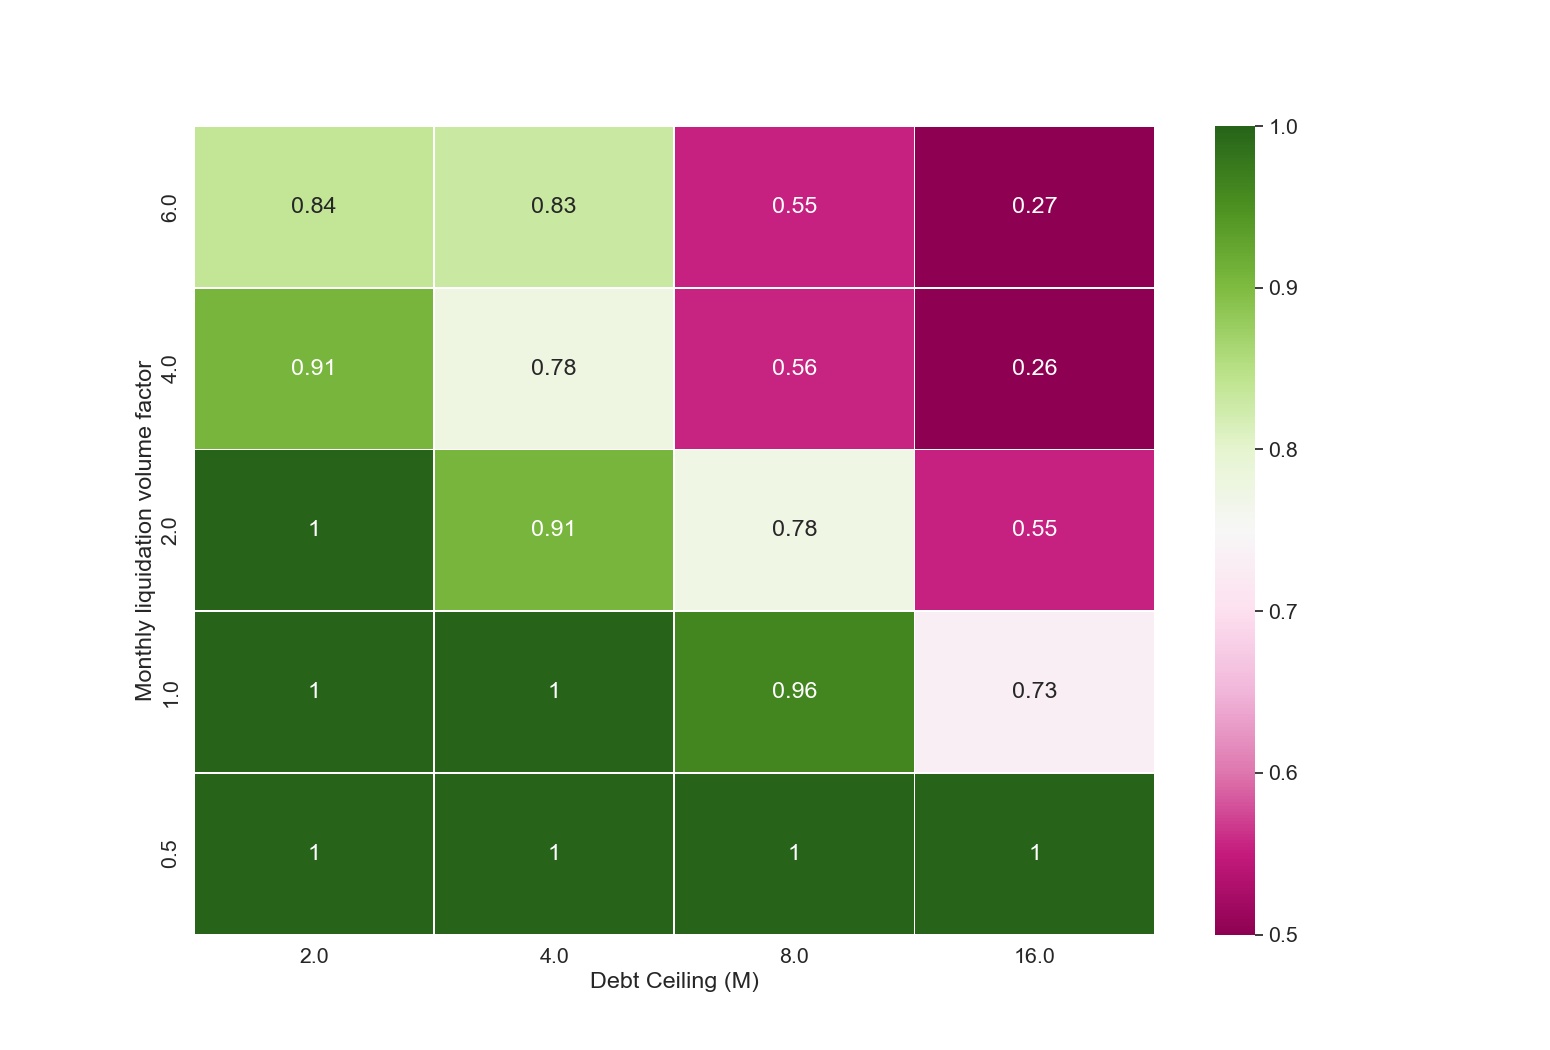 1.0
6.0 0.84 0.83 0.55 0.27
0.9
4.0 0.91 0.78 0.56 0.26
0.8
Monthly liquidation volume factor
2.0 1 0.91 0.78 0.55
0.7
1.0 1 1 0.96 0.73
0.6
0.5 1 1 1 1
0.5
2.0 4.0 8.0 16.0
Debt Ceiling (M)